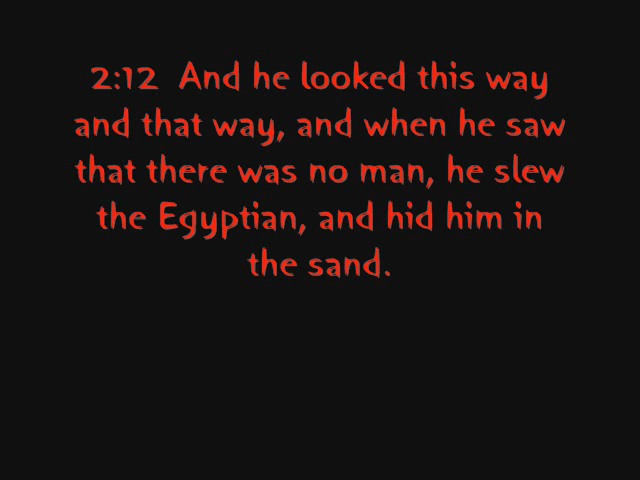 2:12  And he looked this way
and that way, and when he saw
that there was no man, he slew
the Egyptian, and hid him in
the sand.